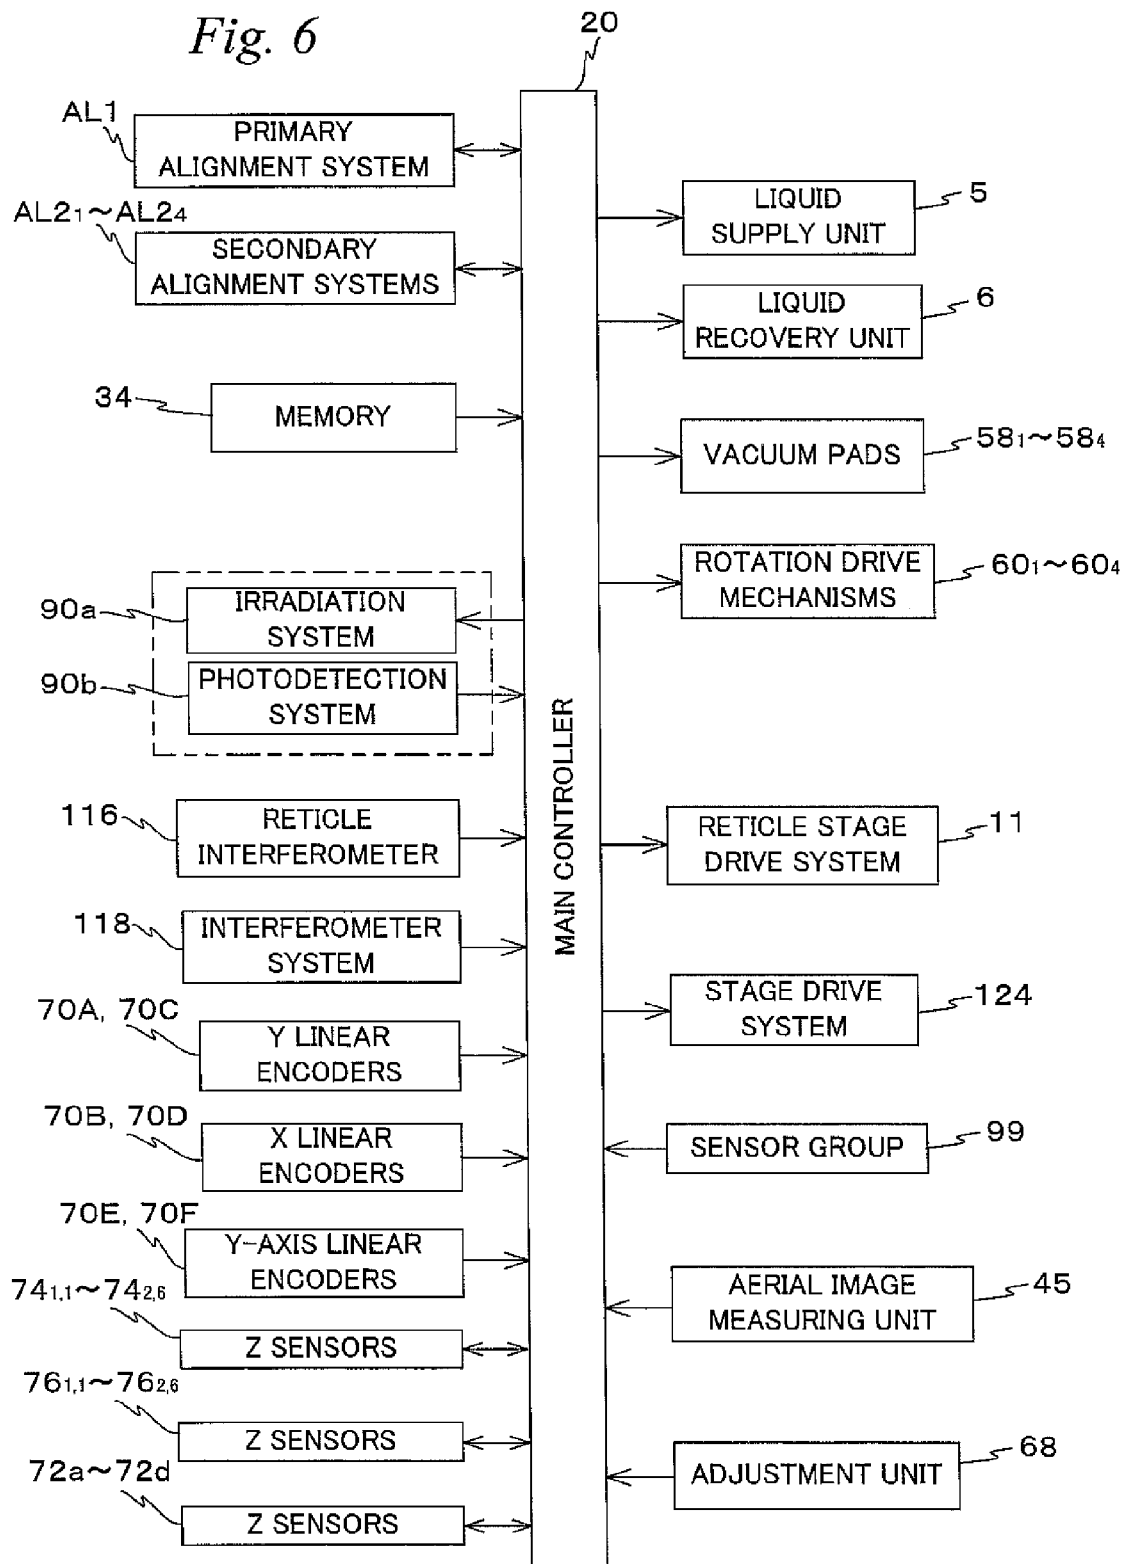 Fig. 6
20
AL1
PRIMARY
ALIGNMENT SYSTEM
AL2₁~AL2₄
SECONDARY
ALIGNMENT SYSTEMS
34
MEMORY
90a
IRRADIATION
SYSTEM
90b
PHOTODETECTION
SYSTEM
116
RETICLE
INTERFEROMETER
118
INTERFEROMETER
SYSTEM
70A, 70C
Y LINEAR
ENCODERS
70B, 70D
X LINEAR
ENCODERS
70E, 70F
Y-AXIS LINEAR
ENCODERS
74₁,₁~74₂,₆
Z SENSORS
76₁,₁~76₂,₆
Z SENSORS
72a~72d
Z SENSORS
MAIN CONTROLLER
LIQUID
SUPPLY UNIT
5
LIQUID
RECOVERY UNIT
6
VACUUM PADS
58₁~58₄
ROTATION DRIVE
MECHANISMS
60₁~60₄
RETICLE STAGE
DRIVE SYSTEM
11
STAGE DRIVE
SYSTEM
124
SENSOR GROUP
99
AERIAL IMAGE
MEASURING UNIT
45
ADJUSTMENT UNIT
68